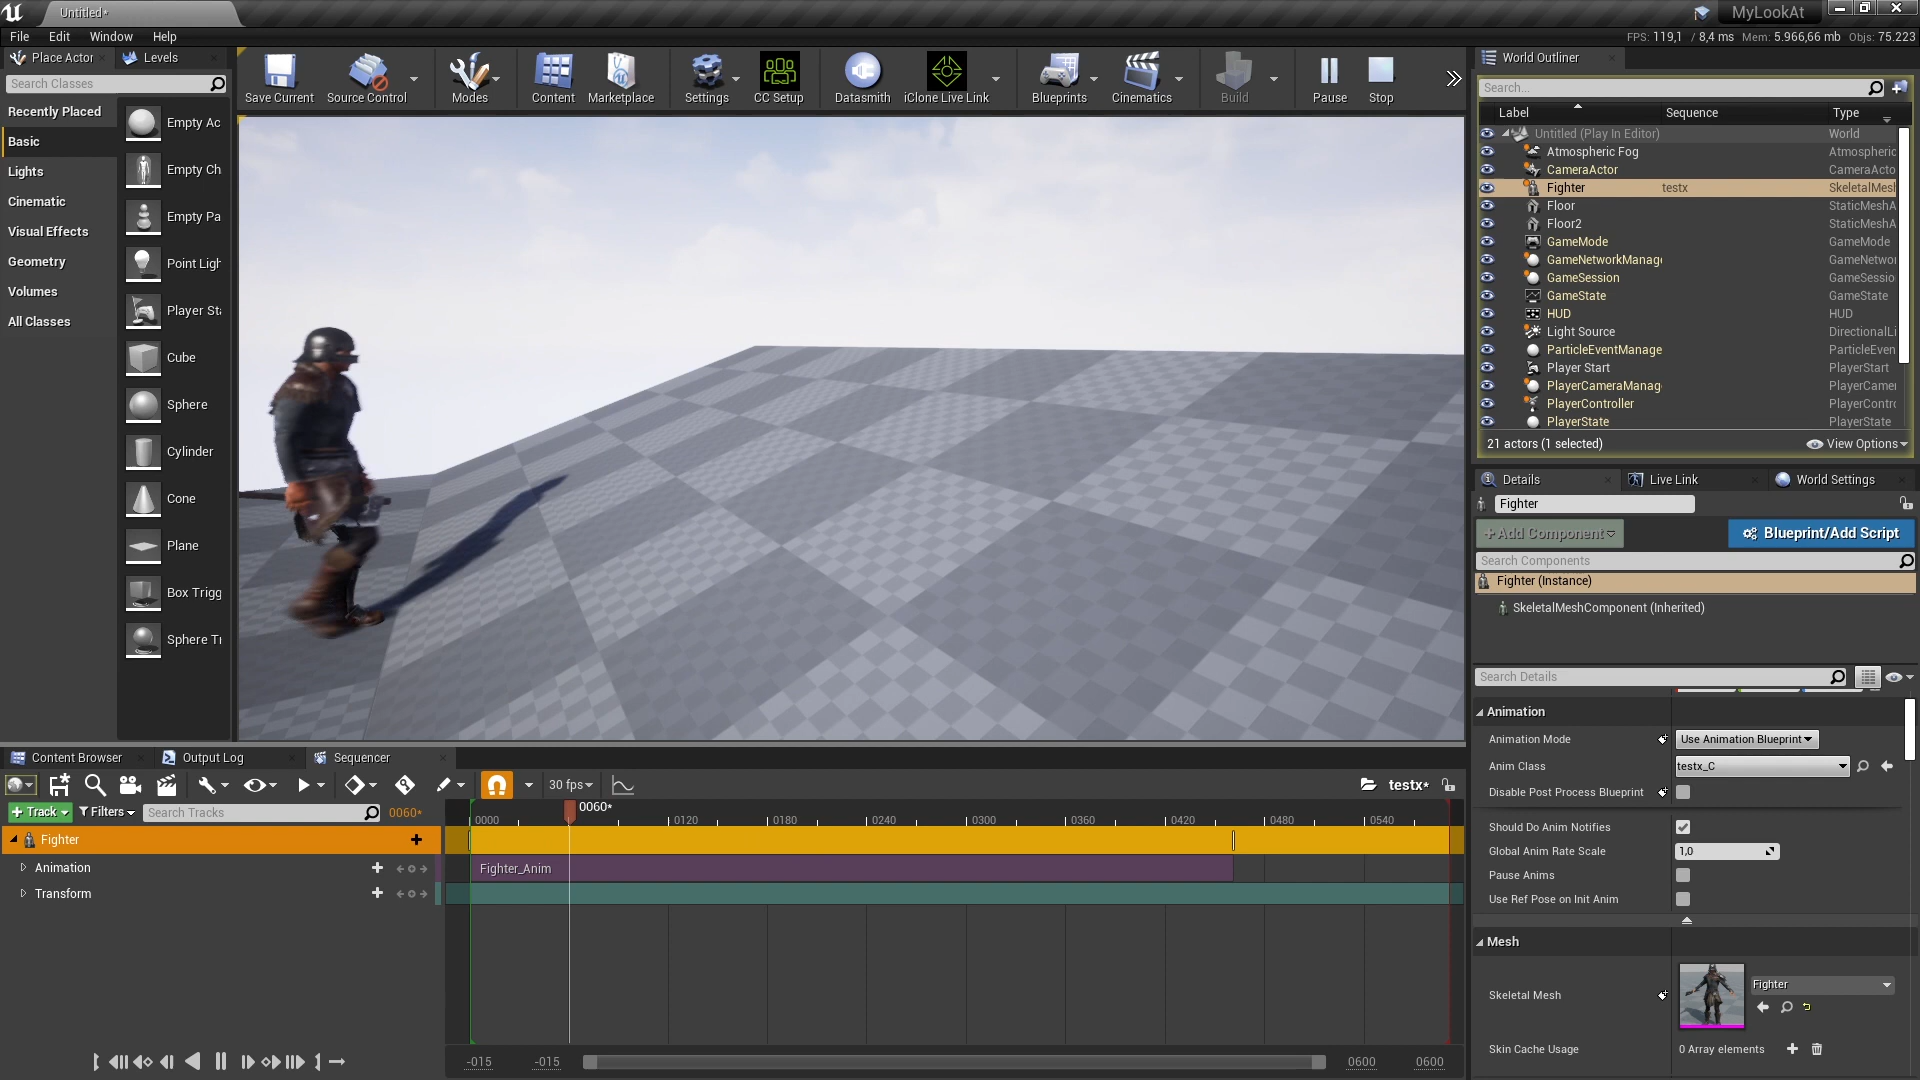 Untitled*
MyLookAt
File Edit Window Help
FPS: 119,1 / 8,4 ms Mem: 5.966,66 mb Objs: 75.223
Place Actor
Levels
Search Classes
Recently Placed
Basic
Lights
Cinematic
Visual Effects
Geometry
Volumes
All Classes
Empty Ac
Empty Ch
Empty Pa
Point Ligh
Player Sta
Cube
Sphere
Cylinder
Cone
Plane
Box Trigg
Sphere Tr
Save Current
Source Control
Modes
Content
Marketplace
Settings
CC Setup
Datasmith
iClone Live Link
Blueprints
Cinematics
Build
Pause
Stop
World Outliner
Search...
Label Sequence Type
Untitled (Play In Editor) World
Atmospheric Fog Atmospheric
CameraActor CameraActo
Fighter testx SkeletalMesh
Floor StaticMeshA
Floor2 StaticMeshA
GameMode GameMode
GameNetworkManage GameNetwor
GameSession GameSessio
GameState GameState
HUD HUD
Light Source DirectionalLi
ParticleEventManage ParticleEven
Player Start PlayerStart
PlayerCameraManag PlayerCamer
PlayerController PlayerContro
PlayerState PlayerState
21 actors (1 selected)
View Options
Details
Live Link
World Settings
Fighter
+Add Component
Blueprint/Add Script
Search Components
Fighter (Instance)
SkeletalMeshComponent (Inherited)
Search Details
Animation
Animation Mode Use Animation Blueprint
Anim Class testx_C
Disable Post Process Blueprint
Should Do Anim Notifies
Global Anim Rate Scale 1,0
Pause Anims
Use Ref Pose on Init Anim
Mesh
Skeletal Mesh Fighter
Skin Cache Usage 0 Array elements
Content Browser
Output Log
Sequencer
30 fps
testx*
+ Track
Filters
Search Tracks
0060*
0060*
0000 0120 0180 0240 0300 0360 0420 0480 0540
Fighter
Animation
Fighter_Anim
Transform
-015 -015 0600 0600